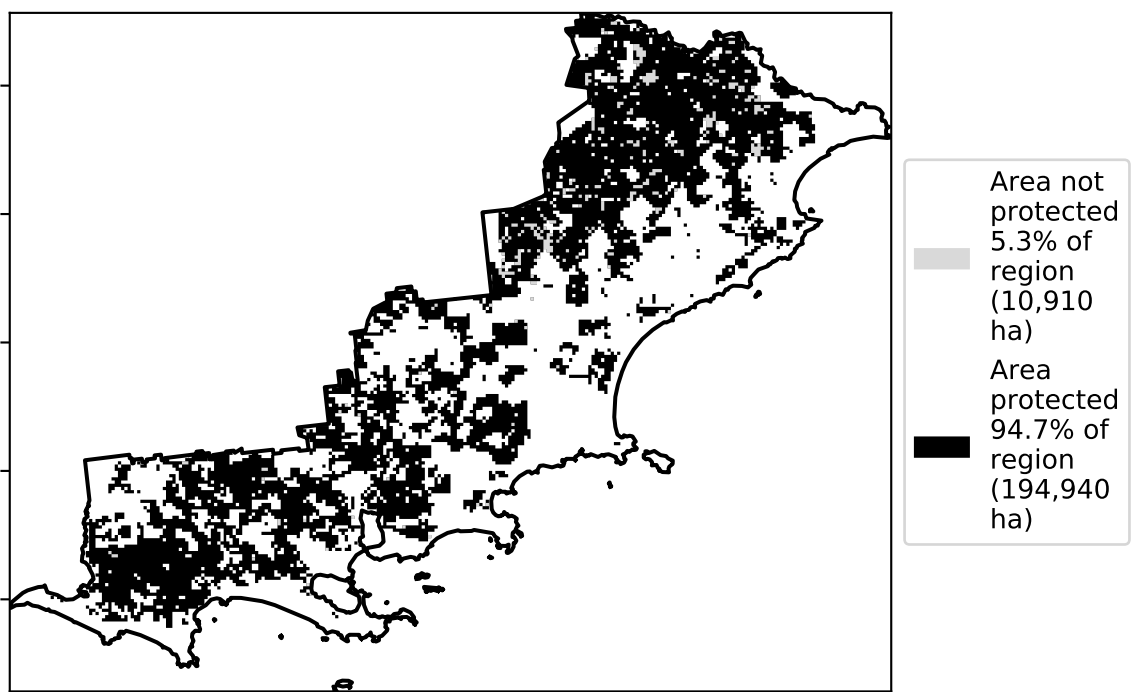 Area not
protected
5.3% of
region
(10,910
ha)
Area
protected
94.7% of
region
(194,940
ha)